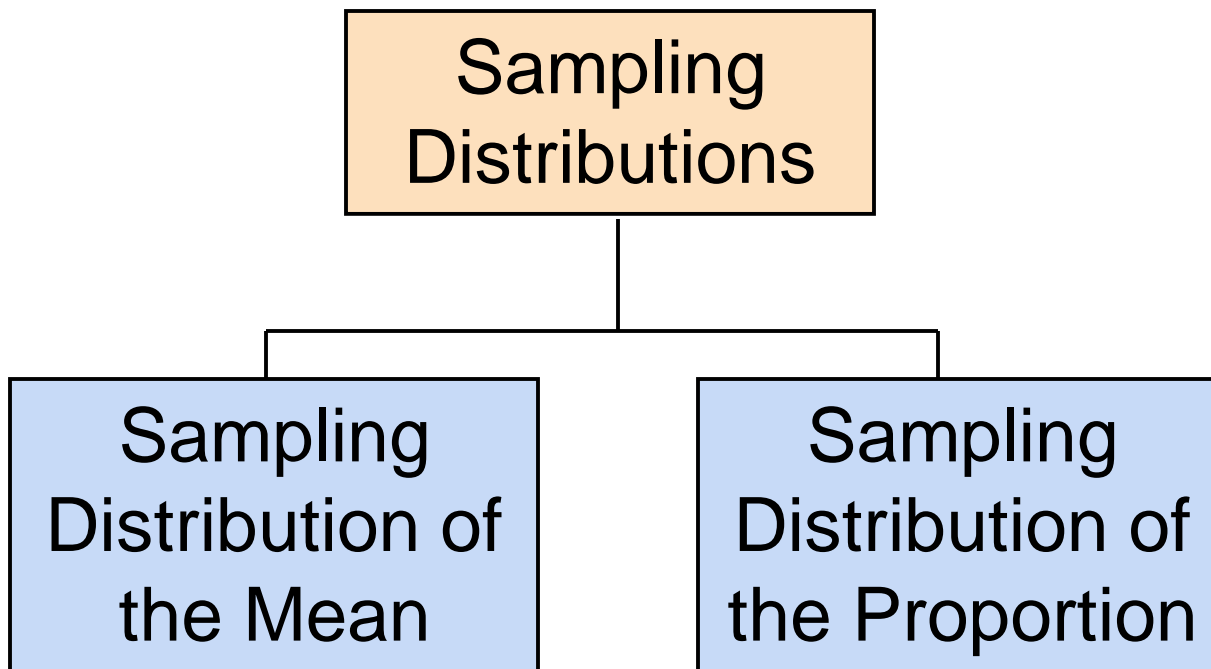 Sampling
Distributions
Sampling
Distribution of
the Mean
Sampling
Distribution of
the Proportion